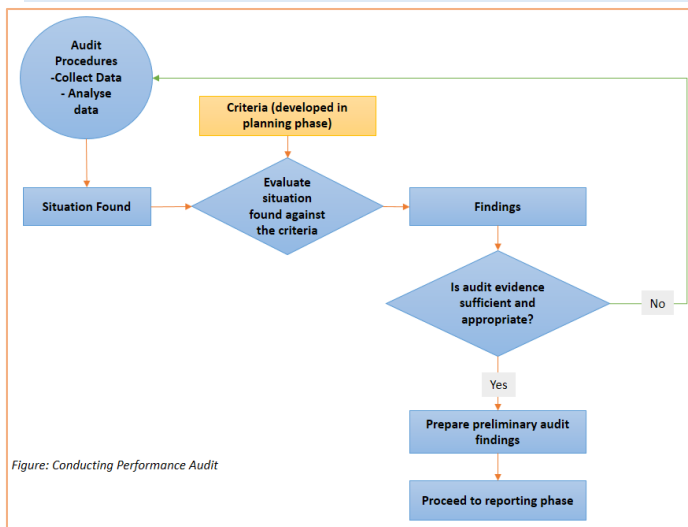 Audit
Procedures
-Collect Data
- Analyse
data
Criteria (developed in
planning phase)
Situation Found
Evaluate
situation
found against
the criteria
Findings
Is audit evidence
sufficient and
appropriate?
No
Yes
Prepare preliminary audit
findings
Figure: Conducting Performance Audit
Proceed to reporting phase